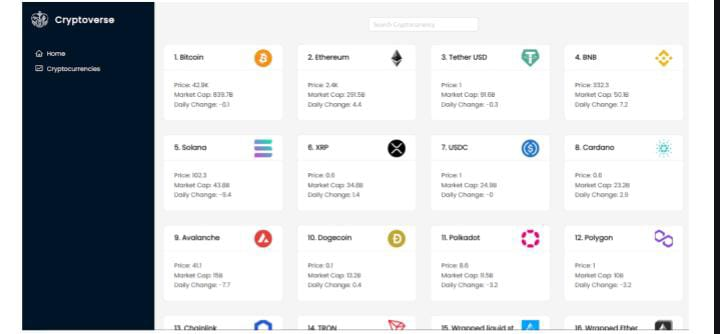 Cryptoverse
Home
Cryptocurrencies
Search Cryptocurrency
1. Bitcoin
Price: 42.9K
Market Cap: 839.7B
Daily Change: -0.1
2. Ethereum
Price: 2.4K
Market Cap: 291.5B
Daily Change: 4.4
3. Tether USD
Price: 1
Market Cap: 91.6B
Daily Change: -0.3
4. BNB
Price: 332.3
Market Cap: 50.1B
Daily Change: 7.2
5. Solana
Price: 102.3
Market Cap: 43.8B
Daily Change: -9.4
6. XRP
Price: 0.6
Market Cap: 34.6B
Daily Change: 1.4
7. USDC
Price: 1
Market Cap: 24.9B
Daily Change: -0
8. Cardano
Price: 0.6
Market Cap: 23.2B
Daily Change: 2.9
9. Avalanche
Price: 41.1
Market Cap: 15B
Daily Change: -7.7
10. Dogecoin
Price: 0.1
Market Cap: 13.2B
Daily Change: 0.4
11. Polkadot
Price: 8.6
Market Cap: 11.5B
Daily Change: -3.2
12. Polygon
Price: 1
Market Cap: 10B
Daily Change: -3.2
13. Chainlink
14. TRON
15. Wrapped liquid st...
16. Wrapped Ether